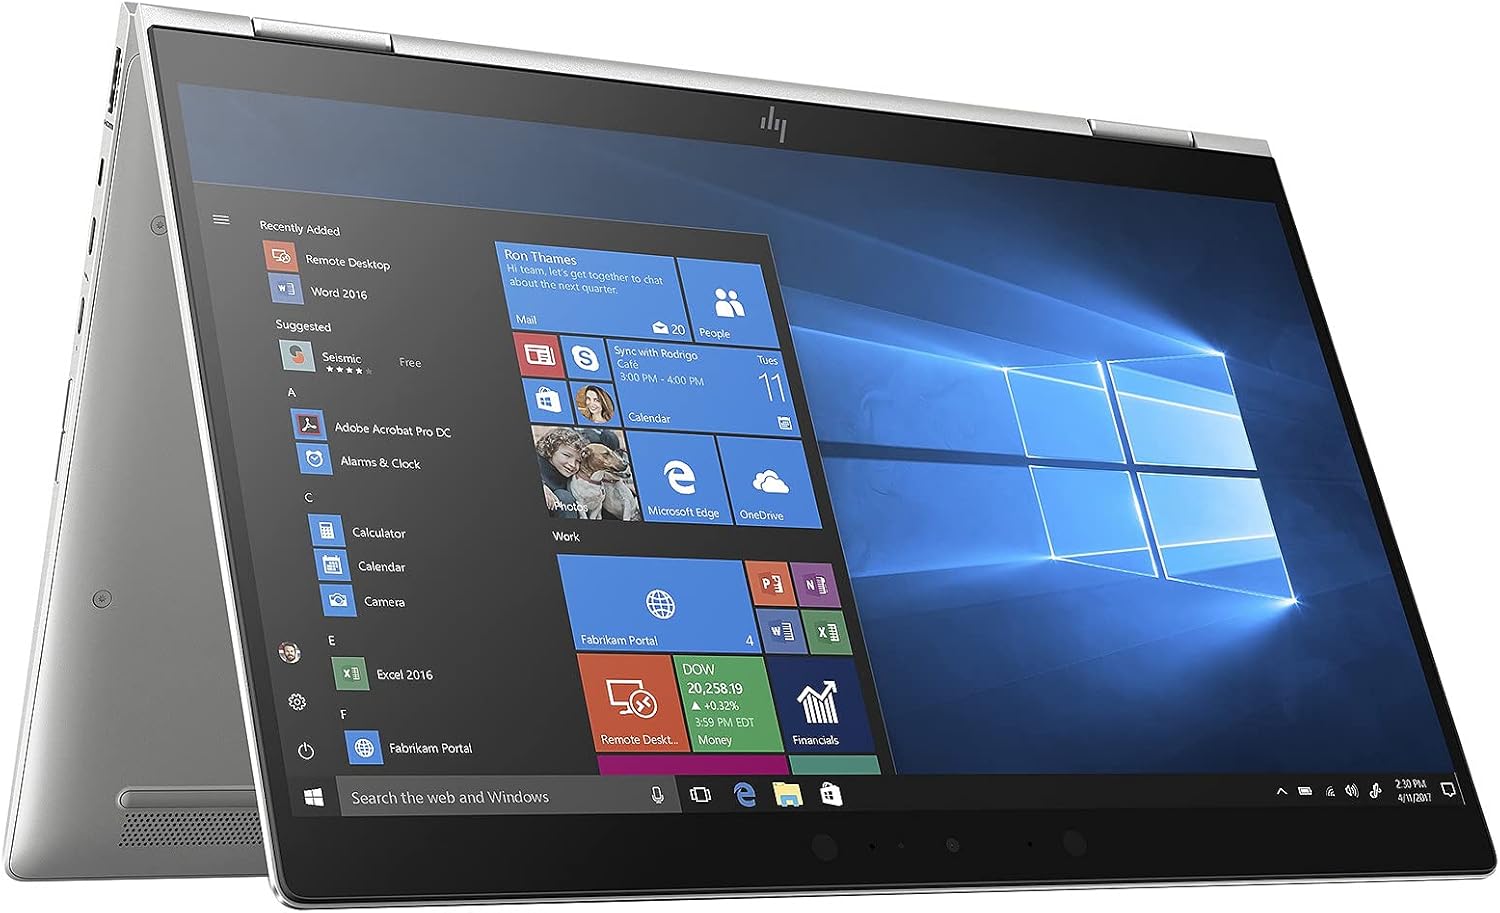 hp
Recently Added
Remote Desktop
Word 2016
Suggested
Seismic Free
A
Adobe Acrobat Pro DC
Alarms & Clock
C
Calculator
Calendar
Camera
E
Excel 2016
F
Fabrikam Portal
Ron Thames
Hi team, let's get together to chat
about the next quarter.
Mail 20
People
Sync with Rodrigo
Café
3:00 PM - 4:00 PM
Tues
11
Calendar
Photos
Microsoft Edge
OneDrive
Work
Fabrikam Portal 4
Remote Deskt...
DOW
20,258.19
▲ +0.32%
3:59 PM EDT
Money
Financials
Search the web and Windows
2:30 PM
4/11/2017